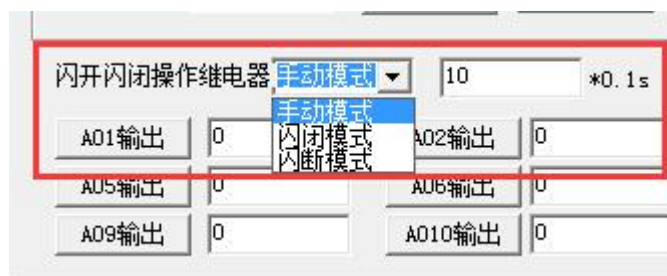 闪开闪闭操作继电器 手动模式 10 *0.1s
手动模式
闪闭模式
闪断模式
A01输出 0 A02输出 0
A05输出 0 A06输出 0
A09输出 0 A010输出 0